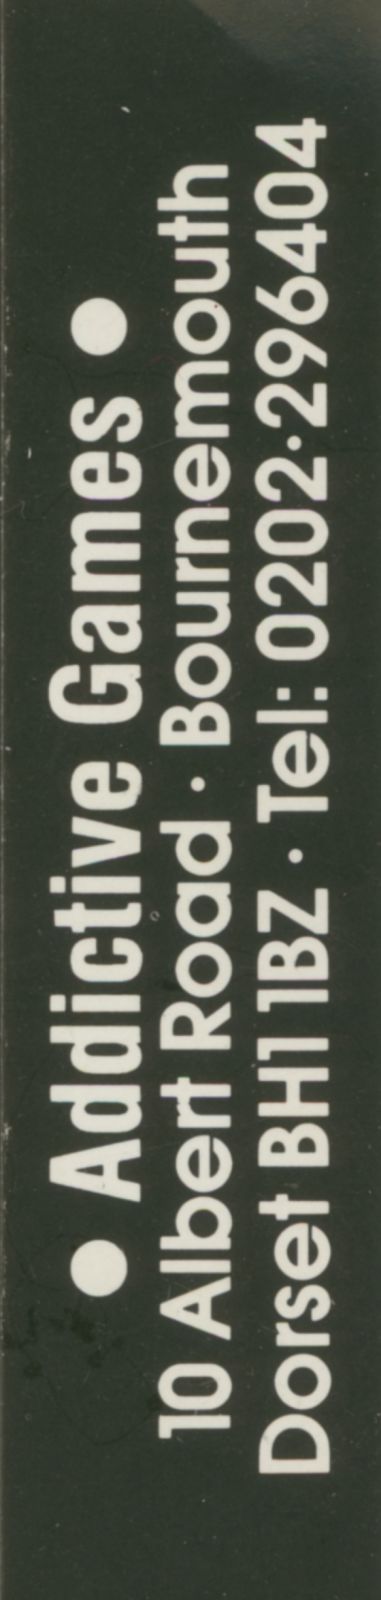 ● Addictive Games ●
10 Albert Road · Bournemouth
Dorset BH1 1BZ · Tel: 0202·296404